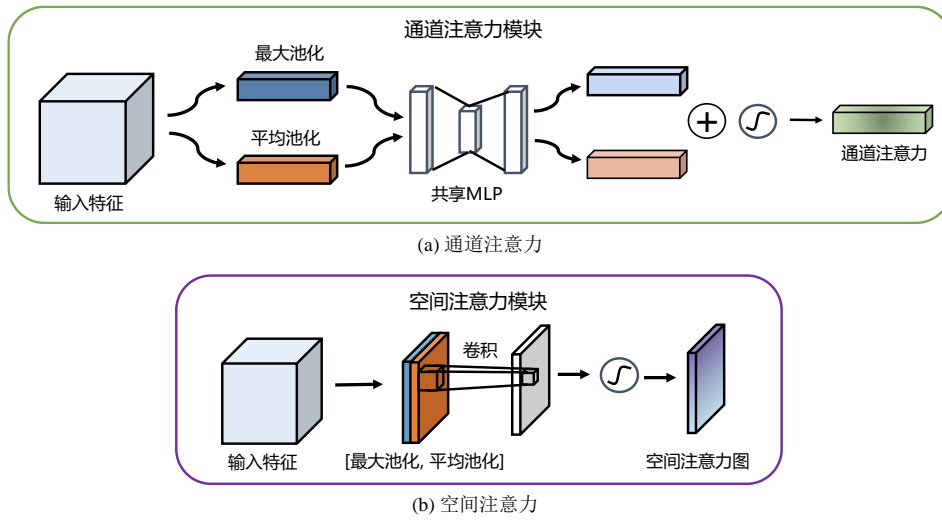 通道注意力模块
最大池化
平均池化
输入特征
共享MLP
通道注意力
(a) 通道注意力
空间注意力模块
卷积
输入特征
[最大池化, 平均池化]
空间注意力图
(b) 空间注意力